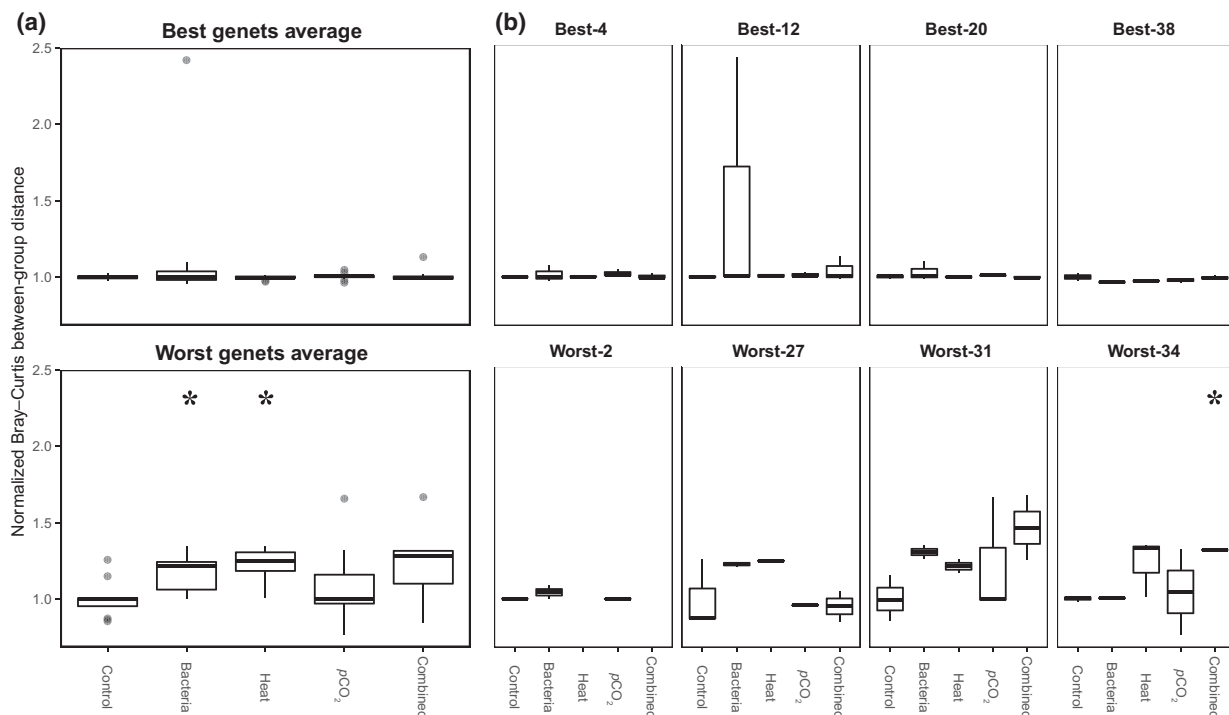 (a)
Best genets average
2.5
2.0
1.5
1.0
Worst genets average
2.5
2.0
1.5
1.0
*
*
Normalized Bray–Curtis between-group distance
Control
Bacteria
Heat
pCO₂
Combined
(b)
Best-4
Best-12
Best-20
Best-38
Worst-2
Worst-27
Worst-31
Worst-34
*
Control
Bacteria
Heat
pCO₂
Combined
Control
Bacteria
Heat
pCO₂
Combined
Control
Bacteria
Heat
pCO₂
Combined
Control
Bacteria
Heat
pCO₂
Combined